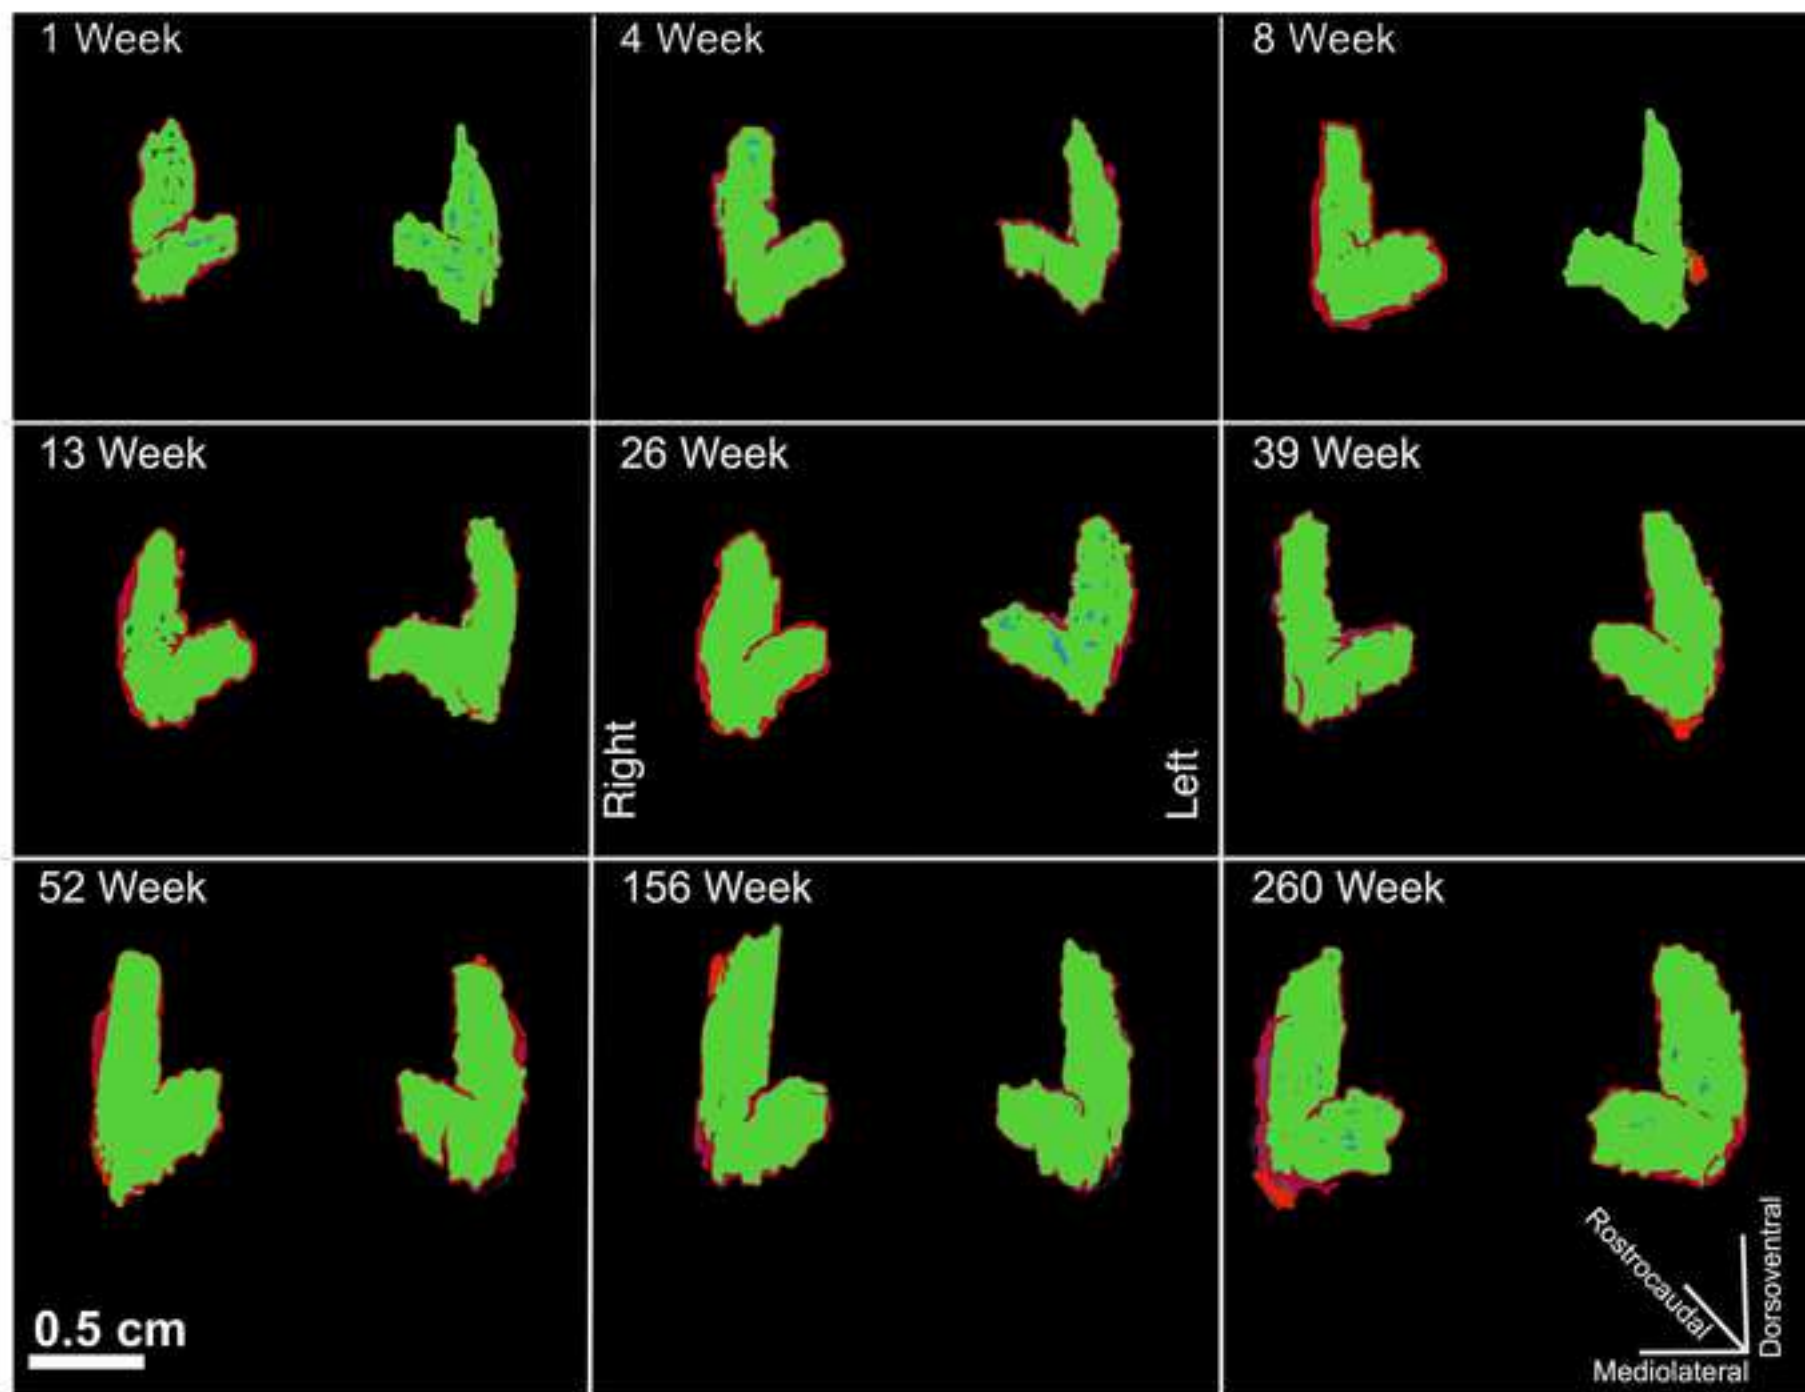 1 Week
4 Week
8 Week
13 Week
26 Week
39 Week
Right
Left
52 Week
156 Week
260 Week
0.5 cm
Rostrocaudal
Dorsoventral
Mediolateral